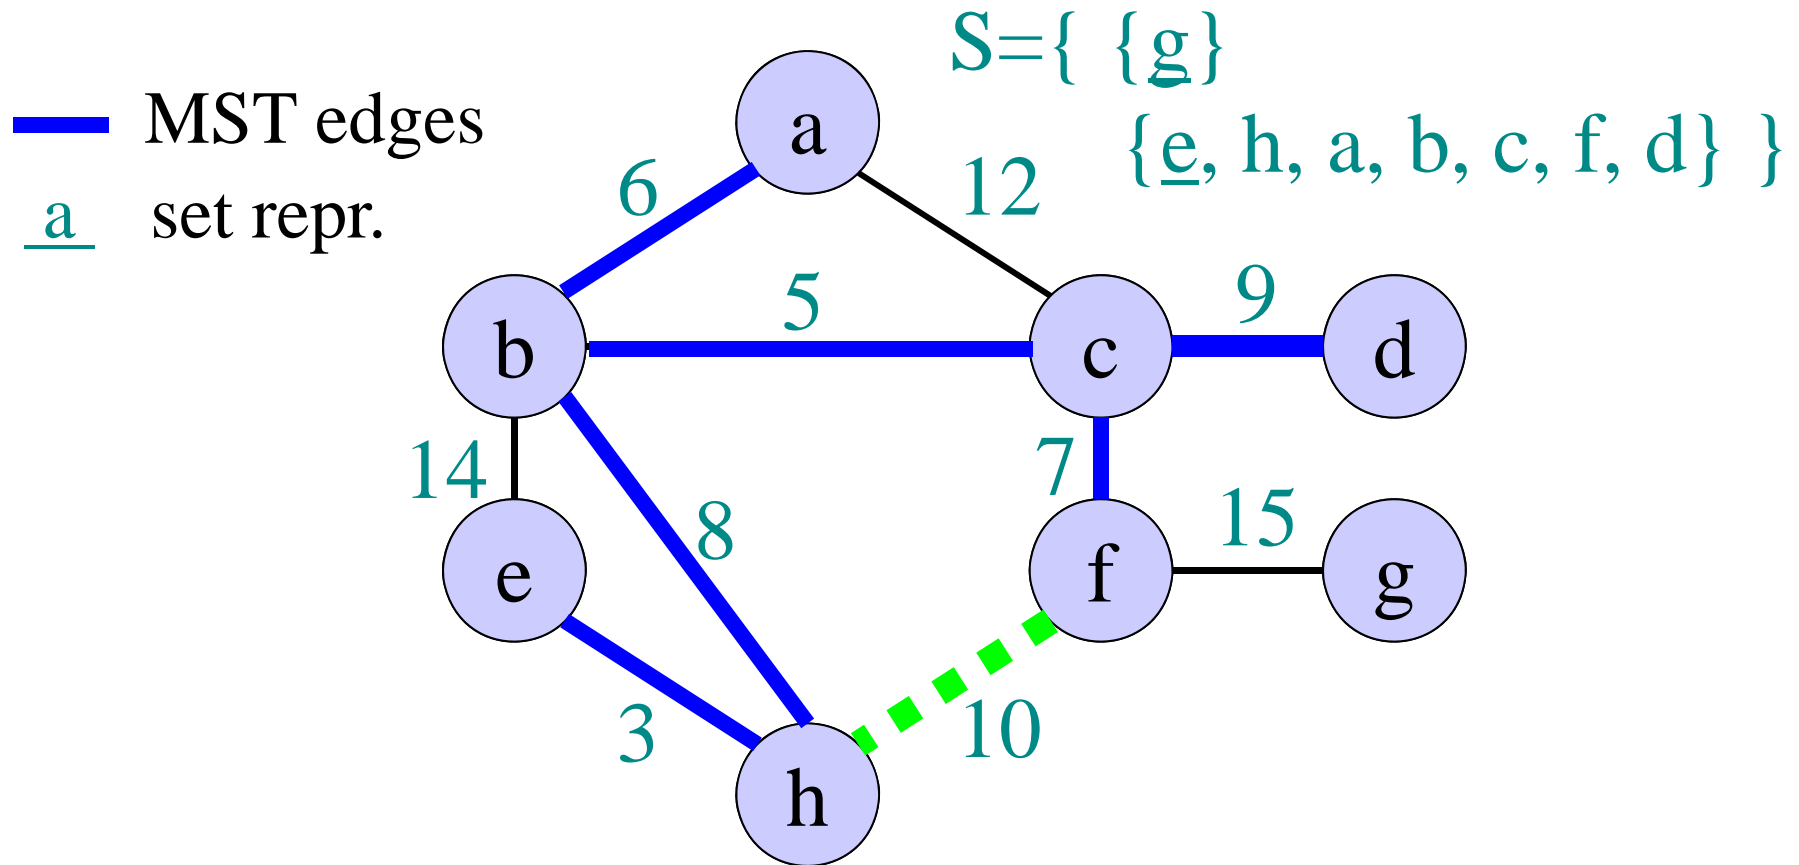 S={ {g}
{e, h, a, b, c, f, d} }
MST edges
a set repr.
a
6
12
5
9
b
c
d
14
7
8
15
e
f
g
3
10
h